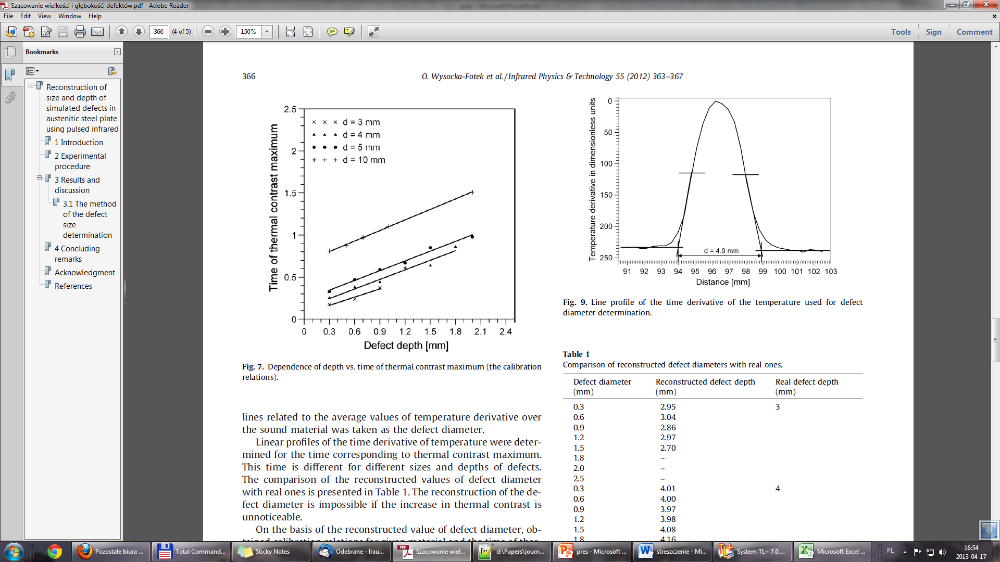 Szacowanie wielkości i głębokości defektów.pdf - Adobe Reader
File Edit View Window Help
366 (4 of 5) 150% Tools Sign Comment
Bookmarks
Reconstruction of
size and depth of
simulated defects in
austenitic steel plate
using pulsed infrared
1 Introduction
2 Experimental
procedure
3 Results and
discussion
3.1 The method
of the defect
size
determination
4 Concluding
remarks
Acknowledgment
References
366 O. Wysocka-Fotek et al. / Infrared Physics & Technology 55 (2012) 363–367
Time of thermal contrast maximum
2.5
2
1.5
1
0.5
0
d = 3 mm
d = 4 mm
d = 5 mm
d = 10 mm
0 0.3 0.6 0.9 1.2 1.5 1.8 2.1 2.4
Defect depth [mm]
Fig. 7. Dependence of depth vs. time of thermal contrast maximum (the calibration
relations).
lines related to the average values of temperature derivative over
the sound material was taken as the defect diameter.
Linear profiles of the time derivative of temperature were deter-
mined for the time corresponding to thermal contrast maximum.
This time is different for different sizes and depths of defects.
The comparison of the reconstructed values of defect diameter
with real ones is presented in Table 1. The reconstruction of the de-
fect diameter is impossible if the increase in thermal contrast is
unnoticeable.
On the basis of the reconstructed value of defect diameter, ob-
tained calibration relations for given material and the time of ther-
Temperature derivative in dimensionless units
0
50
100
150
200
250
d = 4.9 mm
91 92 93 94 95 96 97 98 99 100 101 102 103
Distance [mm]
Fig. 9. Line profile of the time derivative of the temperature used for defect
diameter determination.
Table 1
Comparison of reconstructed defect diameters with real ones.
Defect diameter Reconstructed defect depth Real defect depth
(mm) (mm) (mm)
0.3 2.95 3
0.6 3.04
0.9 2.86
1.2 2.97
1.5 2.70
1.8 –
2.0 –
2.5 –
0.3 4.01 4
0.6 4.00
0.9 3.97
1.2 3.98
1.5 4.08
1.8 4.16
Pozostałe biura ... Total Command... Sticky Notes Odebrane - Irau... PDF Szacowanie wiel... d:\Papers\journ... pres - Microsoft ... streszczenie - Mi... System TL+ 7.0.... Microsoft Excel ... PL 16:54
2013-04-17